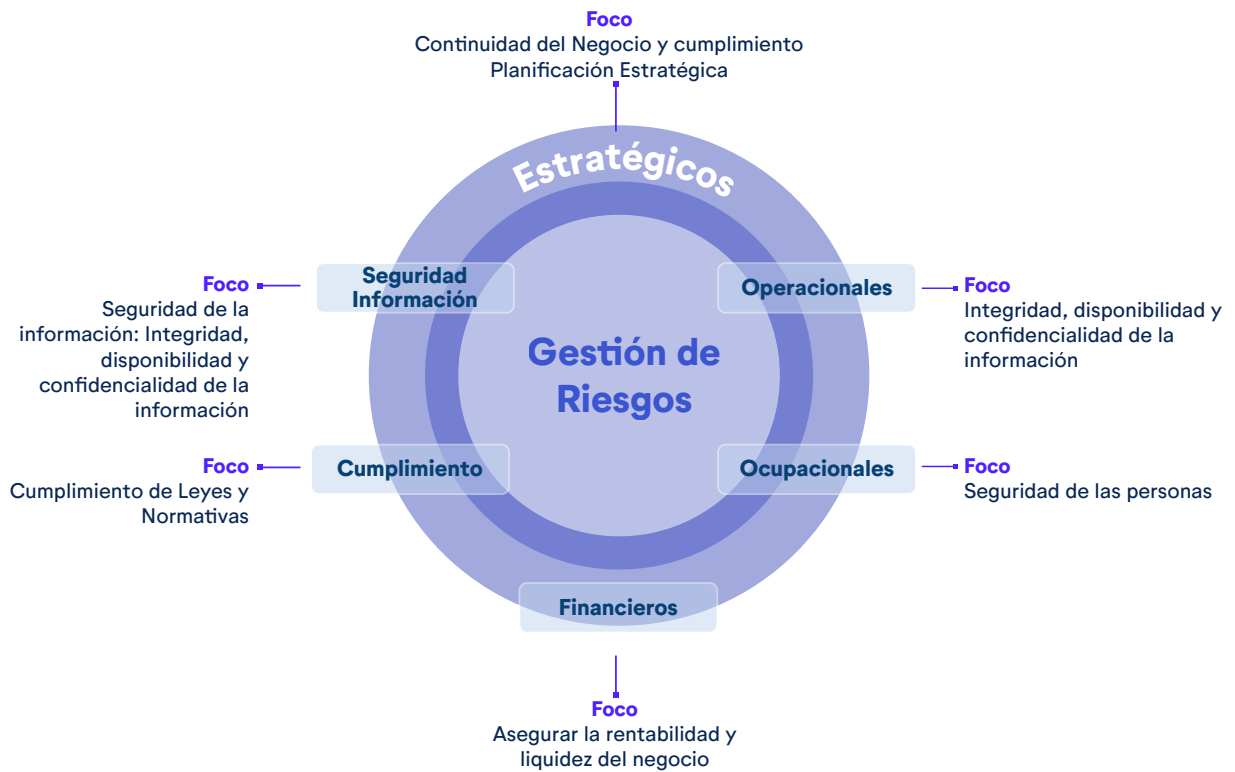 Foco
Continuidad del Negocio y cumplimiento
Planificación Estratégica
Estratégicos
Seguridad
Información
Foco
Seguridad de la
información: Integridad,
disponibilidad y
confidencialidad de la
información
Operacionales
Foco
Integridad, disponibilidad y
confidencialidad de la
información
Gestión de
Riesgos
Cumplimiento
Foco
Cumplimiento de Leyes y
Normativas
Ocupacionales
Foco
Seguridad de las personas
Financieros
Foco
Asegurar la rentabilidad y
liquidez del negocio